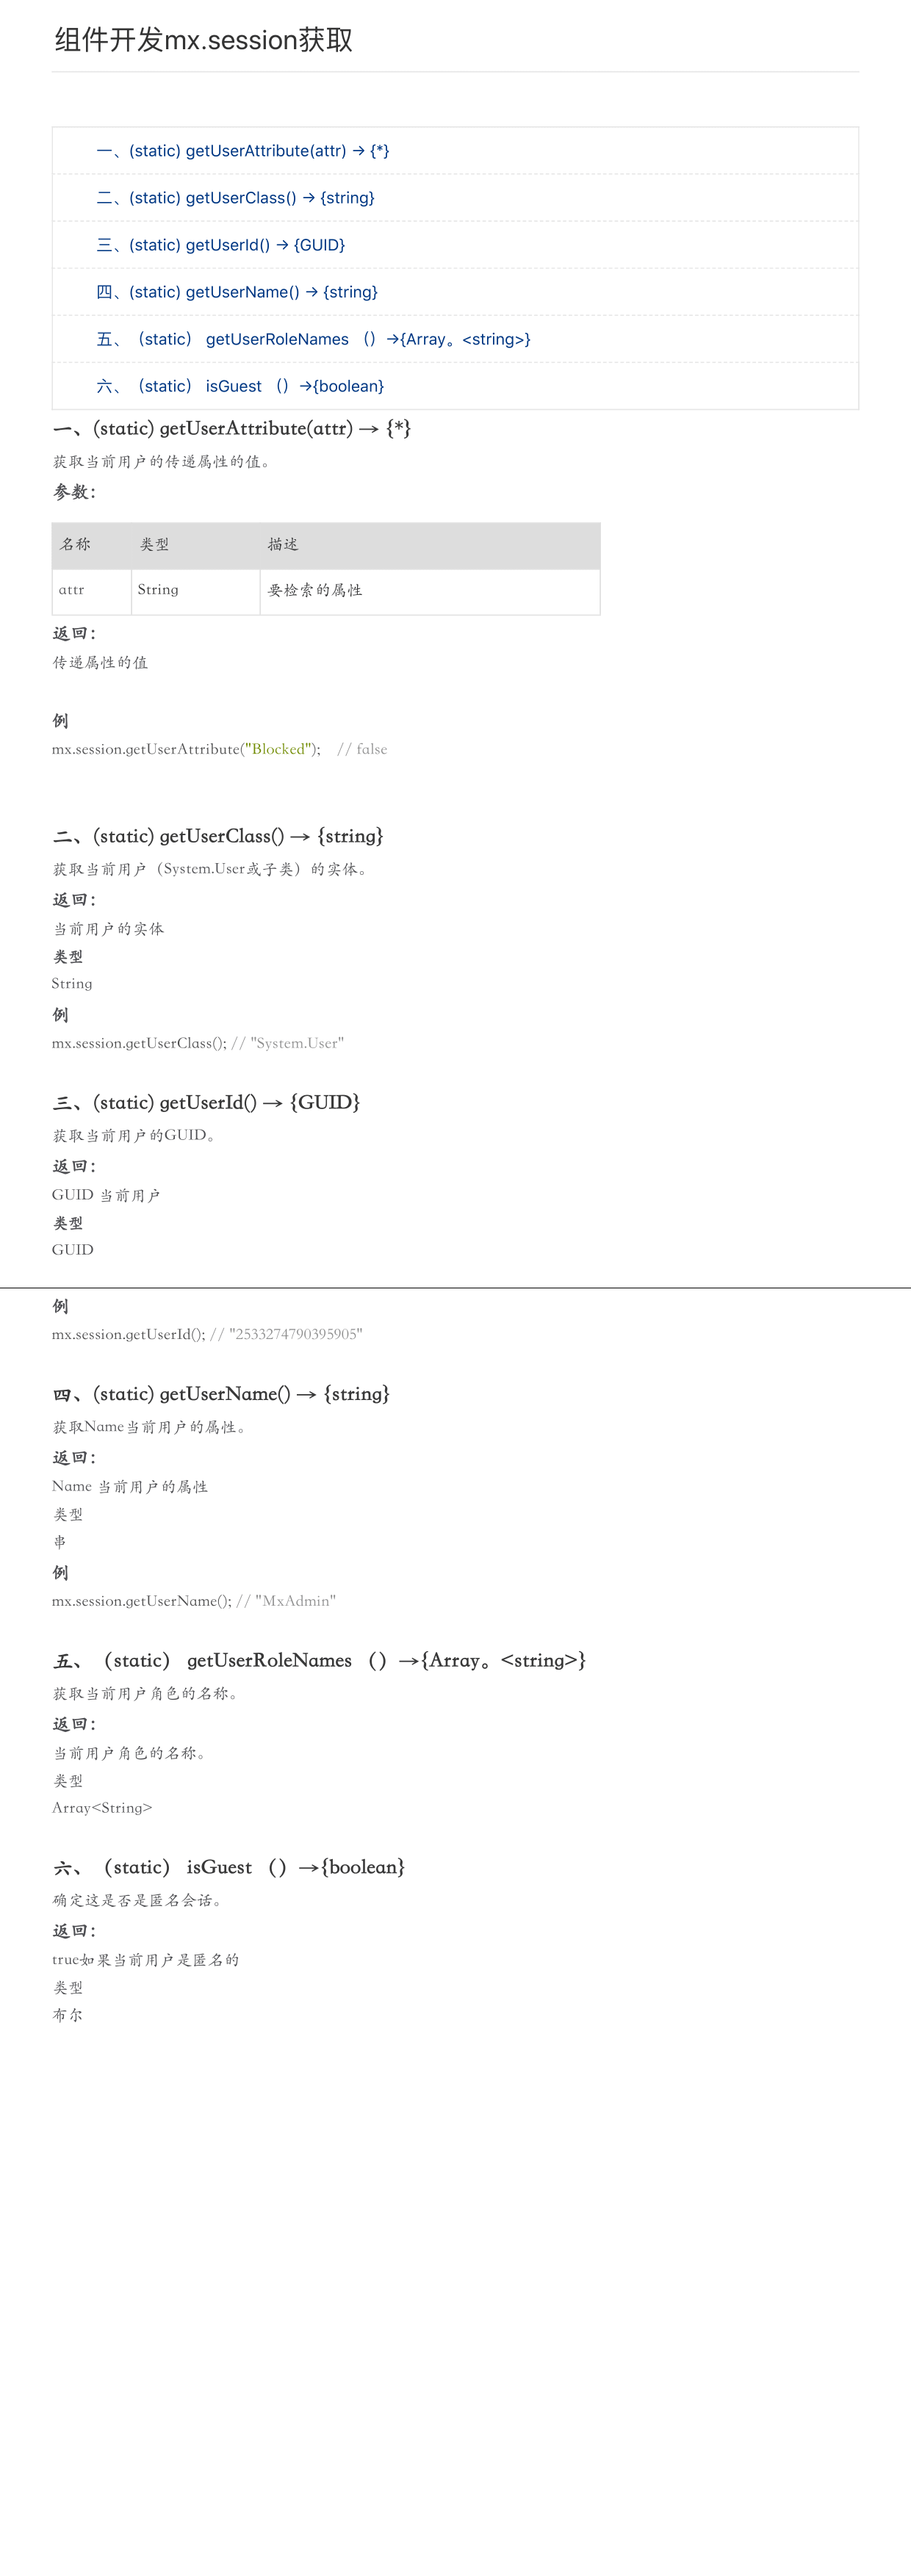 组件开发mx.session获取
一、(static) getUserAttribute(attr) → {*}
二、(static) getUserClass() → {string}
三、(static) getUserId() → {GUID}
四、(static) getUserName() → {string}
五、（static） getUserRoleNames （）→{Array。<string>}
六、（static） isGuest （）→{boolean}
一、(static) getUserAttribute(attr) → {*}
获取当前用户的传递属性的值。
参数：
名称 类型 描述
attr String 要检索的属性
返回：
传递属性的值
例
mx.session.getUserAttribute("Blocked"); // false
二、(static) getUserClass() → {string}
获取当前用户（System.User或子类）的实体。
返回：
当前用户的实体
类型
String
例
mx.session.getUserClass(); // "System.User"
三、(static) getUserId() → {GUID}
获取当前用户的GUID。
返回：
GUID 当前用户
类型
GUID
例
mx.session.getUserId(); // "2533274790395905"
四、(static) getUserName() → {string}
获取Name当前用户的属性。
返回：
Name 当前用户的属性
类型
串
例
mx.session.getUserName(); // "MxAdmin"
五、（static） getUserRoleNames （）→{Array。<string>}
获取当前用户角色的名称。
返回：
当前用户角色的名称。
类型
Array<String>
六、（static） isGuest （）→{boolean}
确定这是否是匿名会话。
返回：
true如果当前用户是匿名的
类型
布尔